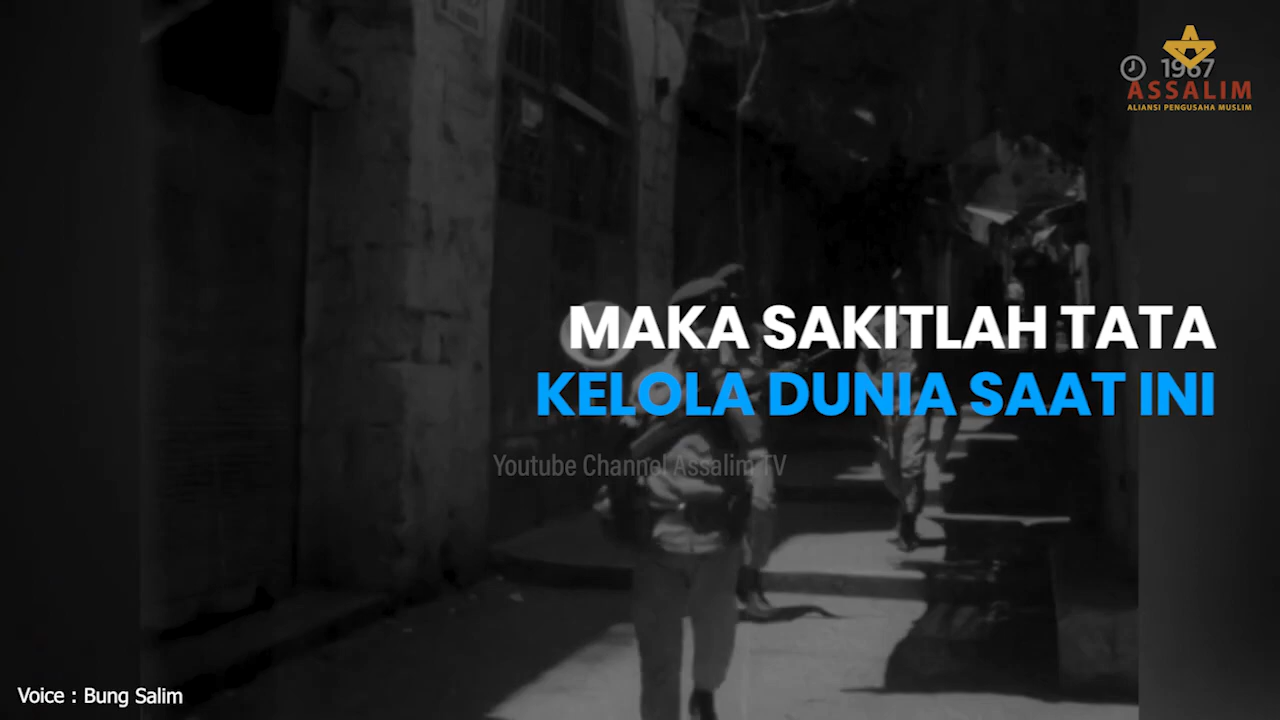 1967
ASSALIM
ALIANSI PENGUSAHA MUSLIM
MAKA SAKITLAH TATA
KELOLA DUNIA SAAT INI
Youtube Channel Assalim TV
Voice : Bung Salim